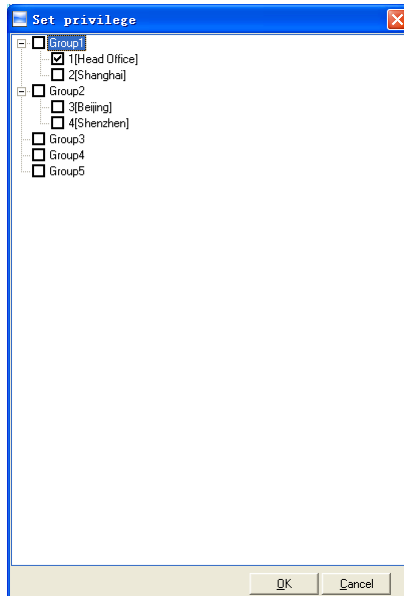 Set privilege
Group1
1[Head Office]
2[Shanghai]
Group2
3[Beijing]
4[Shenzhen]
Group3
Group4
Group5
OK Cancel